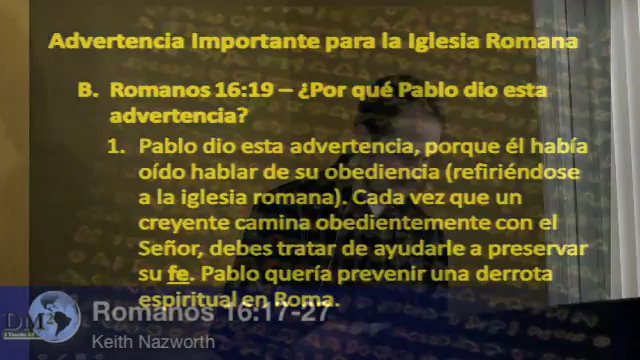 Advertencia Importante para la Iglesia Romana
B. Romanos 16:19 – ¿Por qué Pablo dio esta
advertencia?
1. Pablo dio esta advertencia, porque él había
oído hablar de su obediencia (refiriéndose
a la iglesia romana). Cada vez que un
creyente camina obedientemente con el
Señor, debes tratar de ayudarle a preservar
su fe. Pablo quería prevenir una derrota
espiritual en Roma.
DM2
Romanos 16:17-27
Keith Nazworth